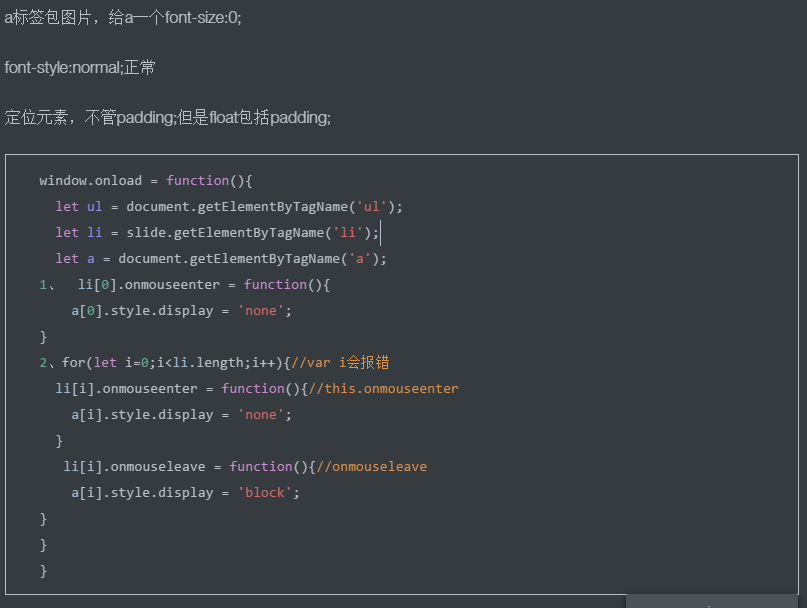 a标签包图片，给a一个font-size:0;
font-style:normal;正常
定位元素，不管padding;但是float包括padding;
window.onload = function(){
let ul = document.getElementByTagName('ul');
let li = slide.getElementByTagName('li');
let a = document.getElementByTagName('a');
1、 li[0].onmouseenter = function(){
a[0].style.display = 'none';
}
2、for(let i=0;i<li.length;i++){//var i会报错
li[i].onmouseenter = function(){//this.onmouseenter
a[i].style.display = 'none';
}
li[i].onmouseleave = function(){//onmouseleave
a[i].style.display = 'block';
}
}
}